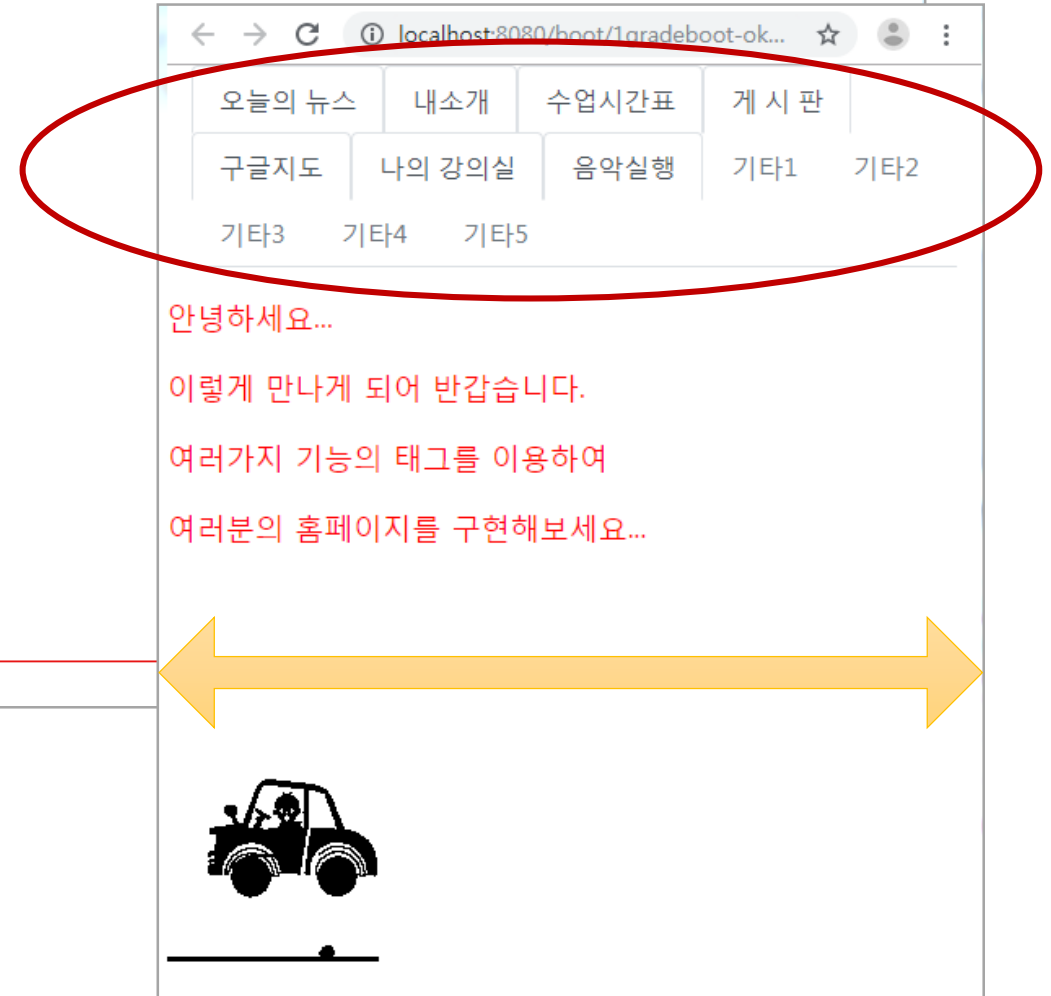 localhost:8080/boot/1gradeboot-ok...
오늘의 뉴스 내소개 수업시간표 게 시 판
구글지도 나의 강의실 음악실행 기타1 기타2
기타3 기타4 기타5
안녕하세요...
이렇게 만나게 되어 반갑습니다.
여러가지 기능의 태그를 이용하여
여러분의 홈페이지를 구현해보세요...